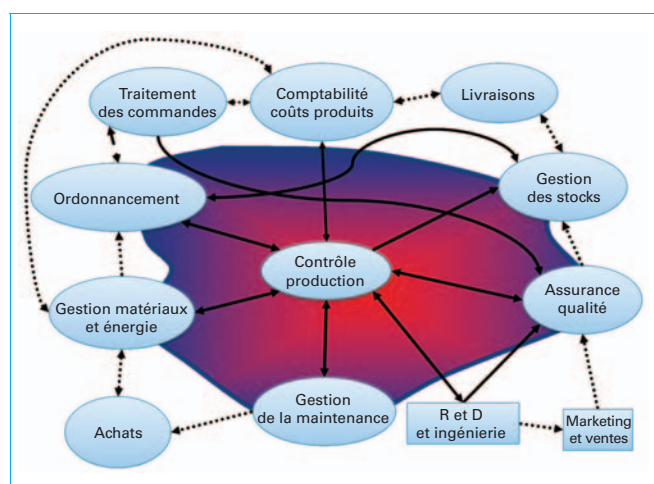 Traitement
des commandes
Comptabilité
coûts produits
Livraisons
Ordonnancement
Gestion
des stocks
Contrôle
production
Gestion matériaux
et énergie
Assurance
qualité
Achats
Gestion
de la maintenance
R et D
et ingénierie
Marketing
et ventes